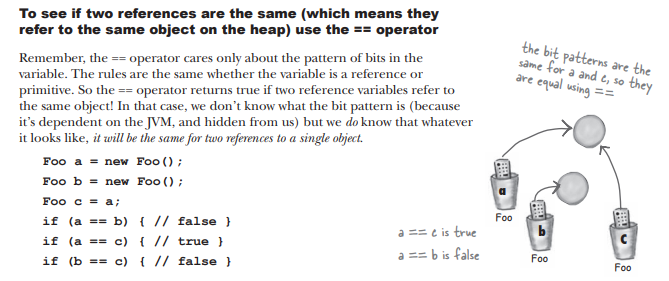 To see if two references are the same (which means they
refer to the same object on the heap) use the == operator
Remember, the == operator cares only about the pattern of bits in the
variable. The rules are the same whether the variable is a reference or
primitive. So the == operator returns true if two reference variables refer to
the same object! In that case, we don't know what the bit pattern is (because
it's dependent on the JVM, and hidden from us) but we do know that whatever
it looks like, it will be the same for two references to a single object.
Foo a = new Foo();
Foo b = new Foo();
Foo c = a;
if (a == b) { // false }
if (a == c) { // true }
if (b == c) { // false }
a == c is true
a == b is false
the bit patterns are the
same for a and c, so they
are equal using ==
a
Foo
b
Foo
c
Foo